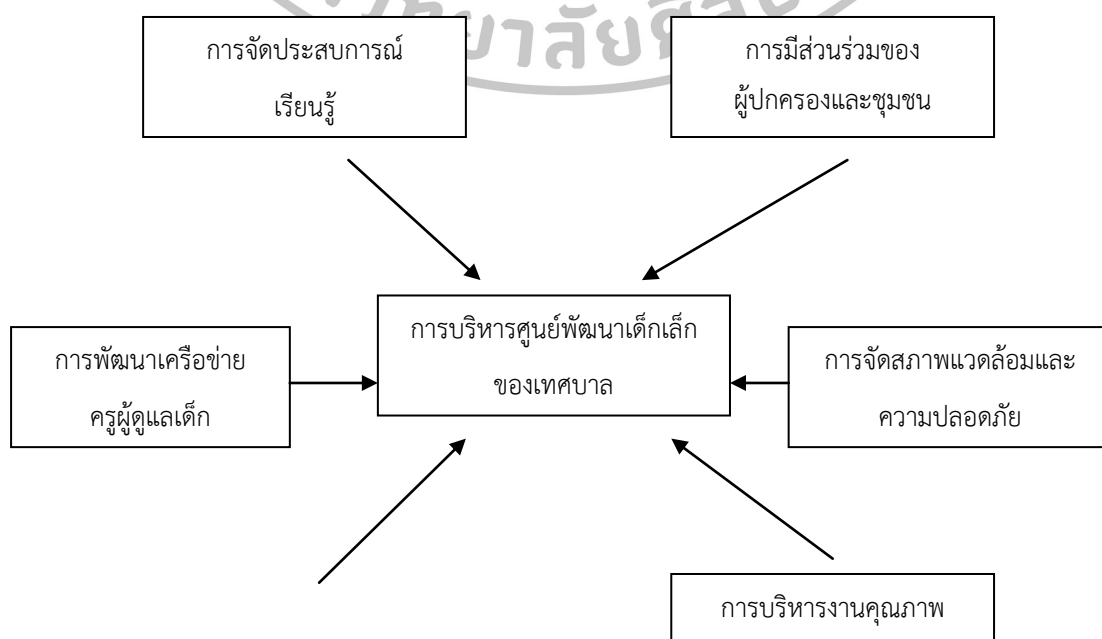 การจัดประสบการณ์
เรียนรู้
การมีส่วนร่วมของ
ผู้ปกครองและชุมชน
การบริหารศูนย์พัฒนาเด็กเล็ก
ของเทศบาล
การพัฒนาเครือข่าย
ครูผู้ดูแลเด็ก
การจัดสภาพแวดล้อมและ
ความปลอดภัย
การบริหารงานคุณภาพ